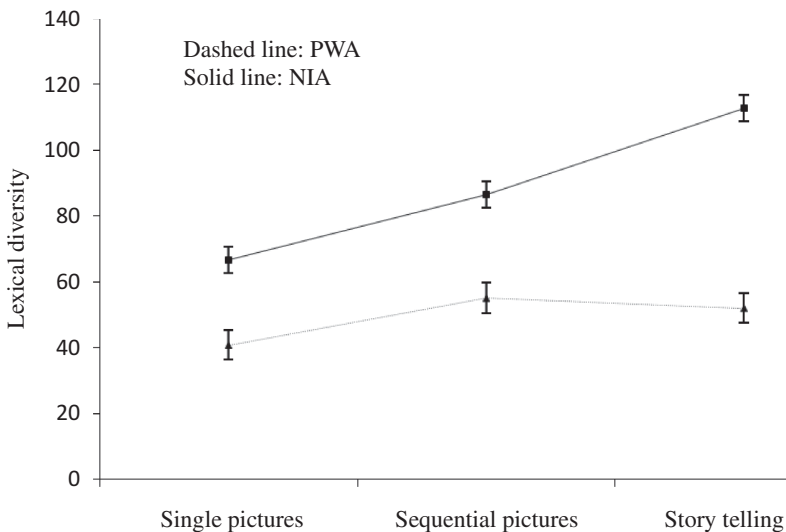 140
Dashed line: PWA
Solid line: NIA
120
100
80
60
40
20
0
Lexical diversity
Single pictures
Sequential pictures
Story telling